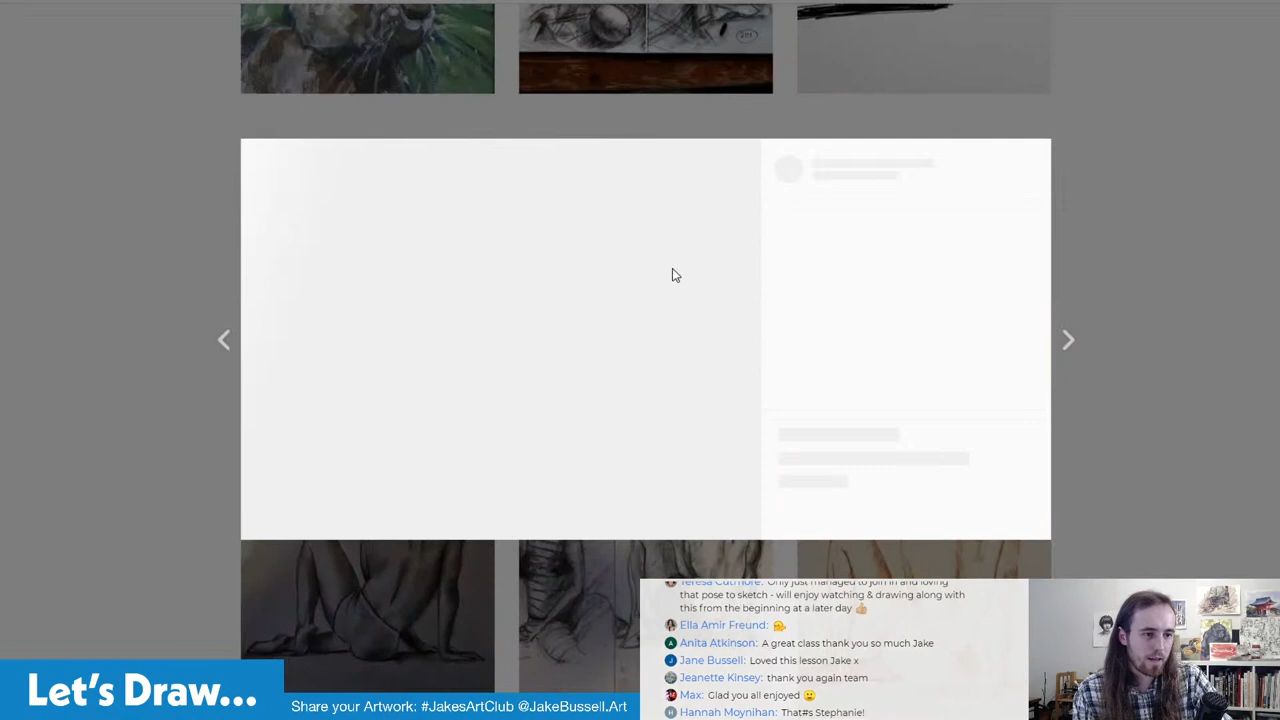 Teresa Cutmore: Only just managed to join in and loving
that pose to sketch - will enjoy watching & drawing along with
this from the beginning at a later day 👍
Ella Amir Freund: 🤗
Anita Atkinson: A great class thank you so much Jake
Jane Bussell: Loved this lesson Jake x
Jeanette Kinsey: thank you again team
Max: Glad you all enjoyed 🙂
Hannah Moynihan: That#s Stephanie!
Let's Draw...
Share your Artwork: #JakesArtClub @JakeBussell.Art